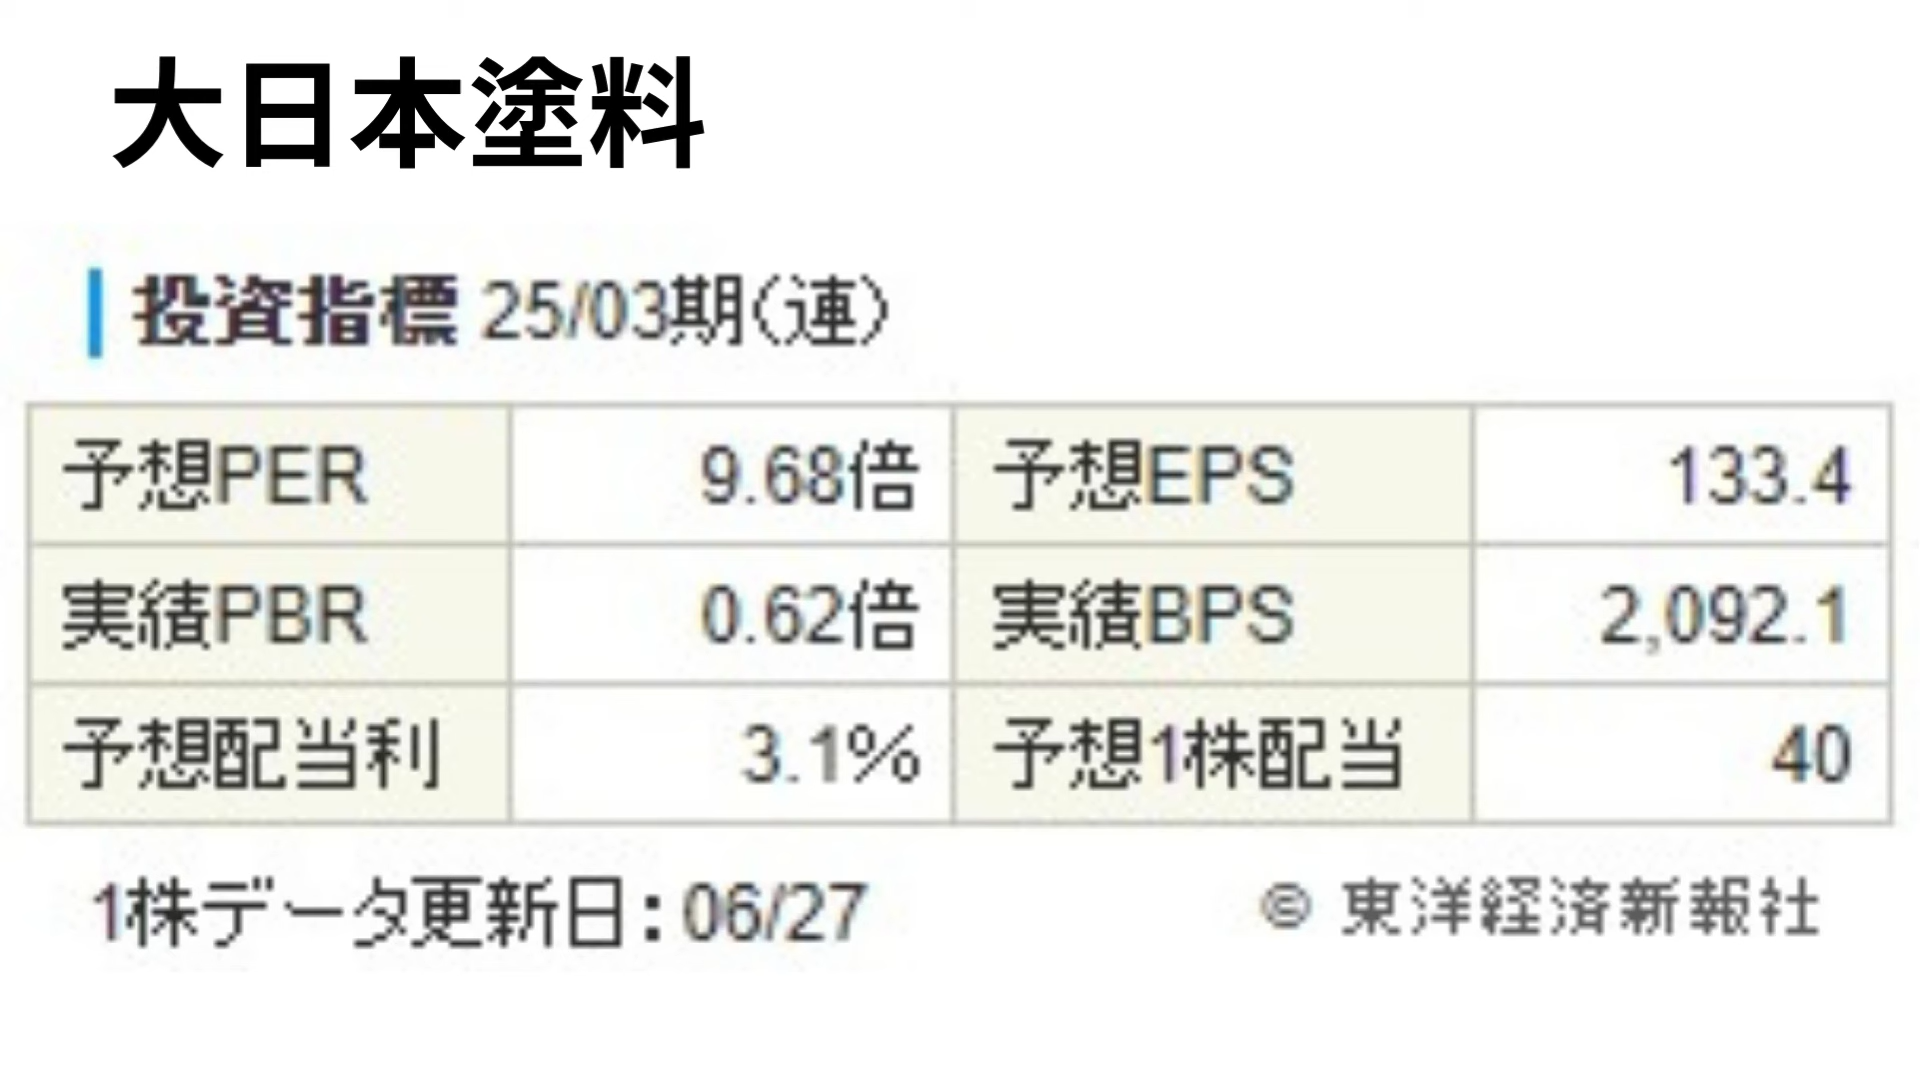 大日本塗料
投資指標 25/03期(連)
予想PER 9.68倍 予想EPS 133.4
実績PBR 0.62倍 実績BPS 2,092.1
予想配当利 3.1% 予想1株配当 40
1株データ更新日：06/27 © 東洋経済新報社